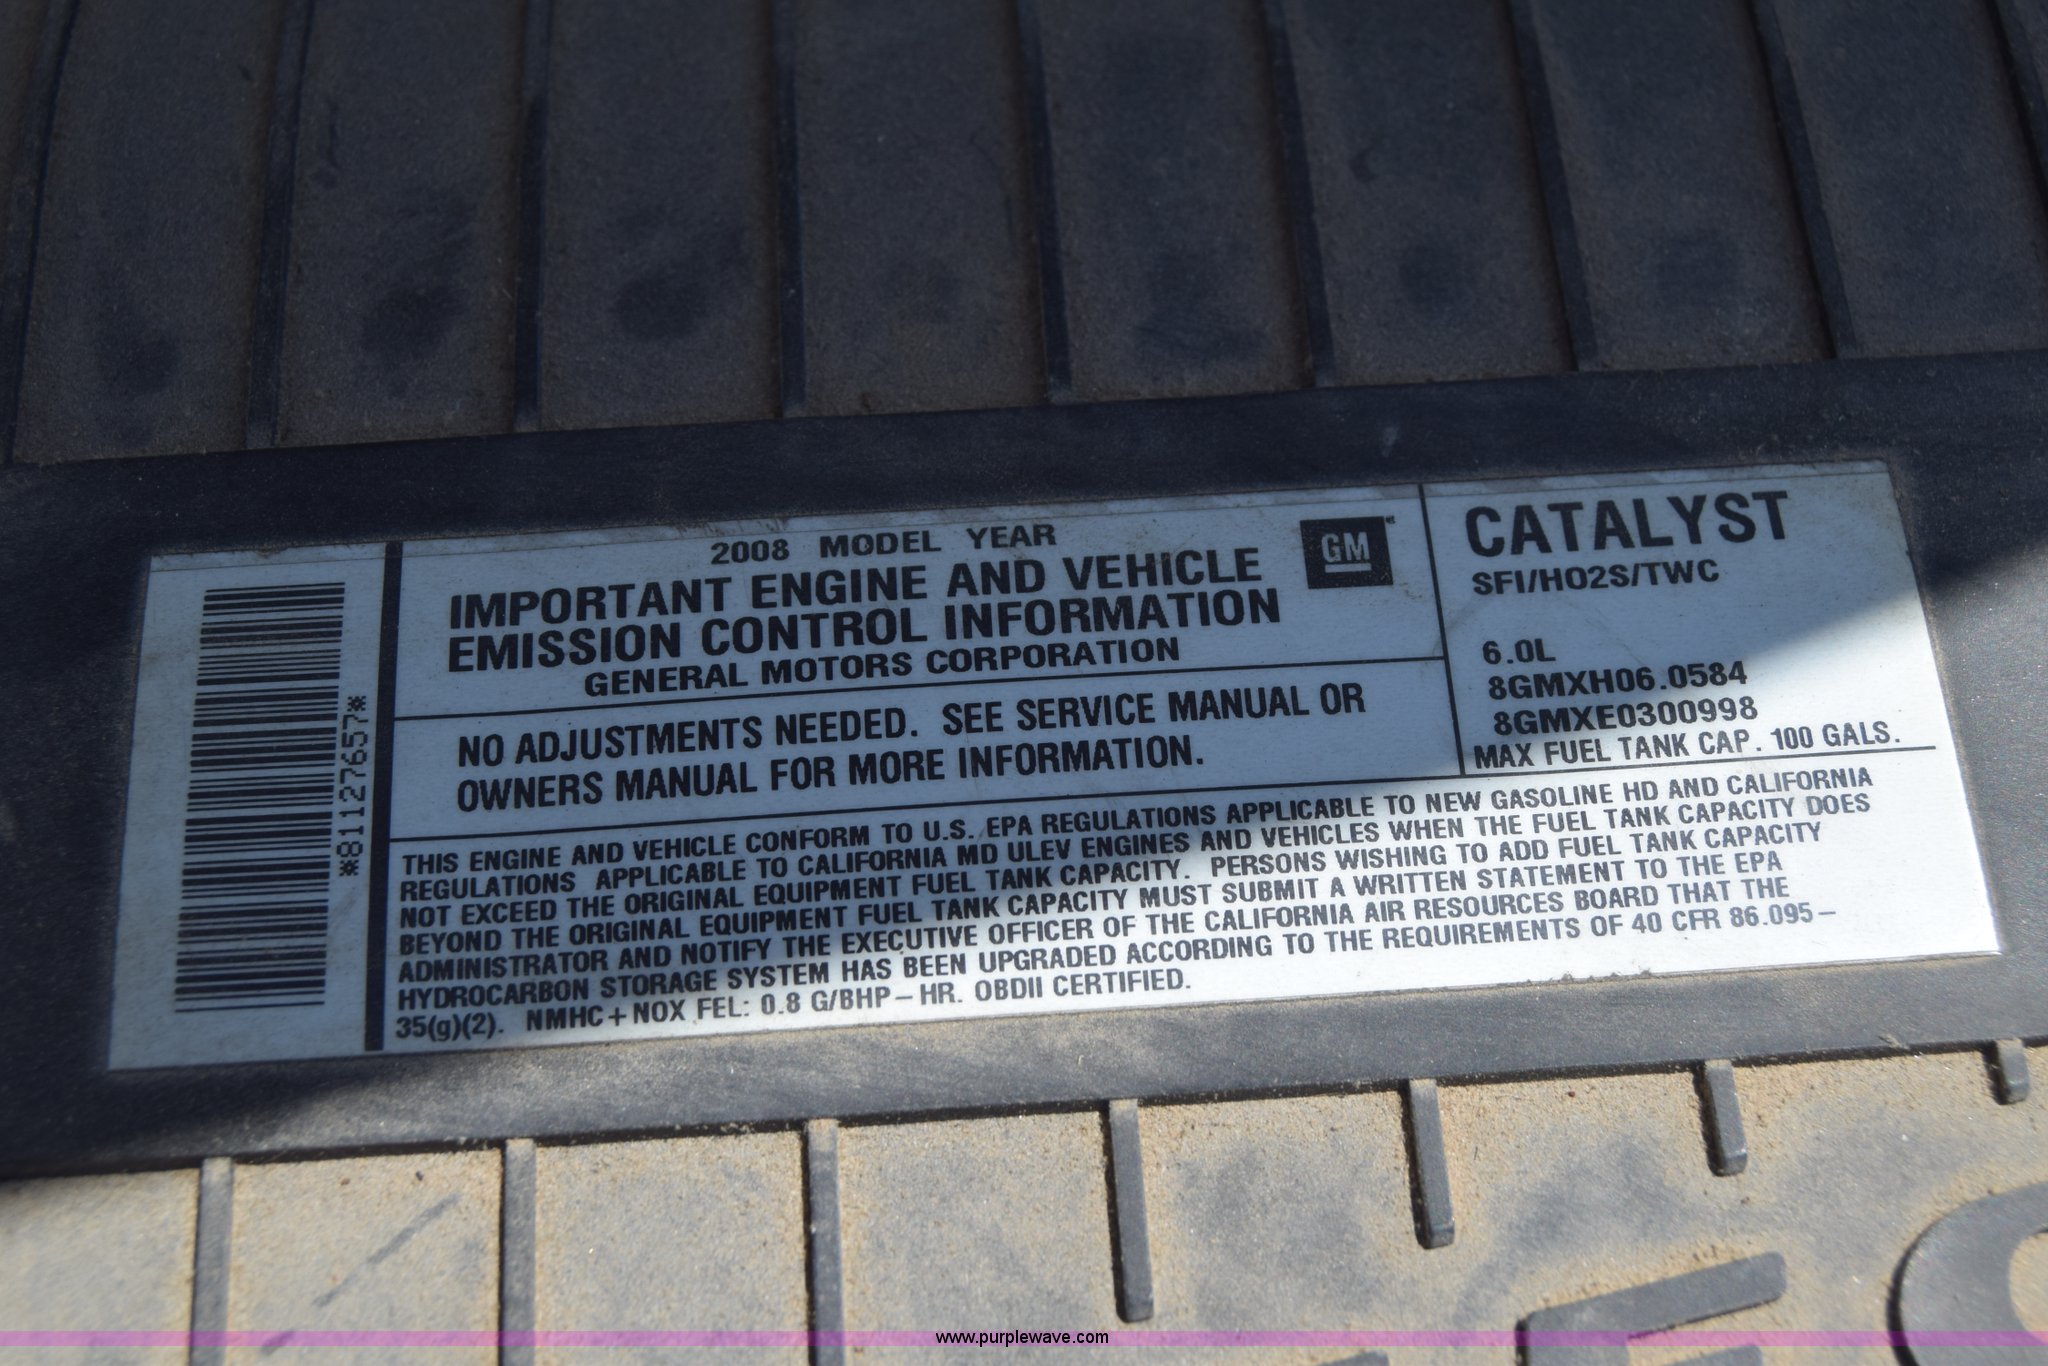 2008 MODEL YEAR
IMPORTANT ENGINE AND VEHICLE
EMISSION CONTROL INFORMATION
GENERAL MOTORS CORPORATION
GM
NO ADJUSTMENTS NEEDED. SEE SERVICE MANUAL OR
OWNERS MANUAL FOR MORE INFORMATION.
CATALYST
SFI/HO2S/TWC
6.0L
8GMXH06.0584
8GMXE0300998
MAX FUEL TANK CAP. 100 GALS.
THIS ENGINE AND VEHICLE CONFORM TO U.S. EPA REGULATIONS APPLICABLE TO NEW GASOLINE HD AND CALIFORNIA
REGULATIONS APPLICABLE TO CALIFORNIA MD ULEV ENGINES AND VEHICLES WHEN THE FUEL TANK CAPACITY DOES
NOT EXCEED THE ORIGINAL EQUIPMENT FUEL TANK CAPACITY. PERSONS WISHING TO ADD FUEL TANK CAPACITY
BEYOND THE ORIGINAL EQUIPMENT FUEL TANK CAPACITY MUST SUBMIT A WRITTEN STATEMENT TO THE EPA
ADMINISTRATOR AND NOTIFY THE EXECUTIVE OFFICER OF THE CALIFORNIA AIR RESOURCES BOARD THAT THE
HYDROCARBON STORAGE SYSTEM HAS BEEN UPGRADED ACCORDING TO THE REQUIREMENTS OF 40 CFR 86.095-
35(g)(2). NMHC+NOX FEL: 0.8 G/BHP-HR. OBDII CERTIFIED.
*81127657*
www.purplewave.com